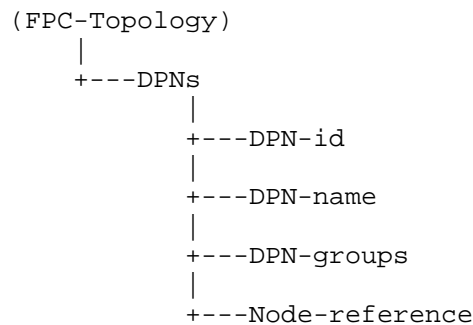 (FPC-Topology)
|
+---DPNs
|
+---DPN-id
|
+---DPN-name
|
+---DPN-groups
|
+---Node-reference